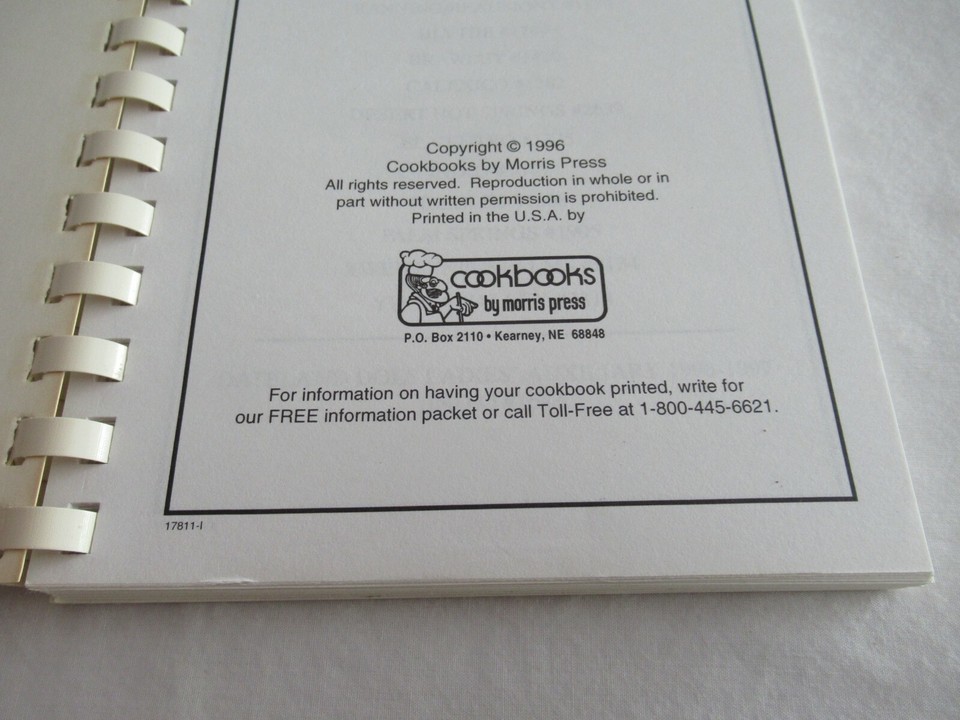 Copyright © 1996
Cookbooks by Morris Press
All rights reserved. Reproduction in whole or in
part without written permission is prohibited.
Printed in the U.S.A. by
cookbooks
by morris press
P.O. Box 2110 • Kearney, NE 68848
For information on having your cookbook printed, write for
our FREE information packet or call Toll-Free at 1-800-445-6621.
17811-I